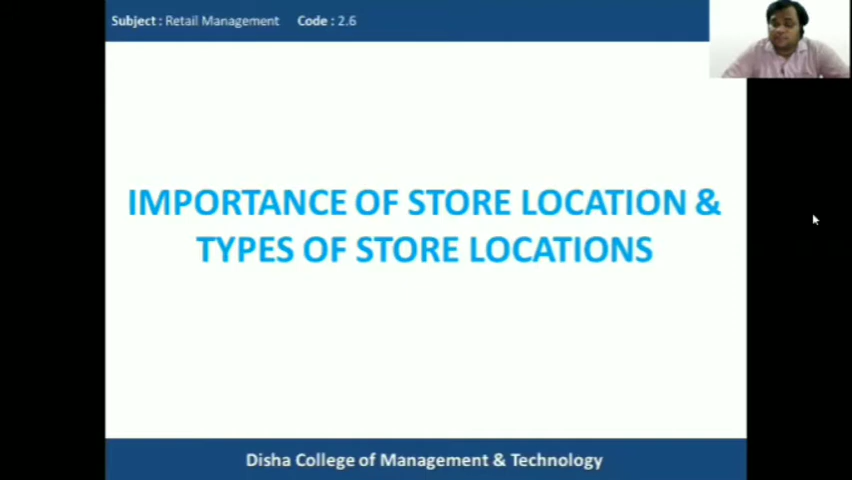 Subject : Retail Management Code : 2.6
IMPORTANCE OF STORE LOCATION &
TYPES OF STORE LOCATIONS
Disha College of Management & Technology